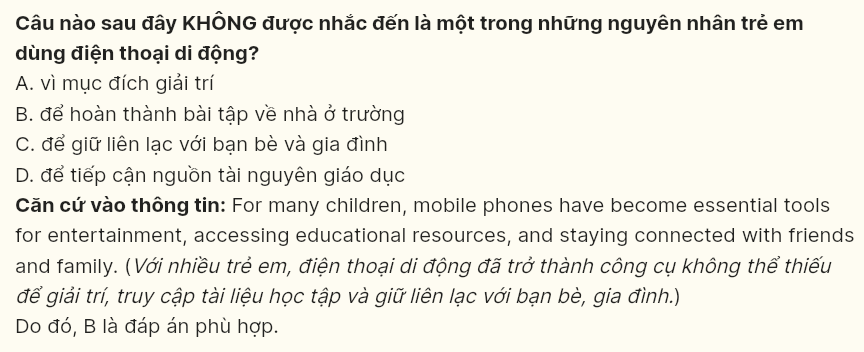 Câu nào sau đây KHÔNG được nhắc đến là một trong những nguyên nhân trẻ em
dùng điện thoại di động?
A. vì mục đích giải trí
B. để hoàn thành bài tập về nhà ở trường
C. để giữ liên lạc với bạn bè và gia đình
D. để tiếp cận nguồn tài nguyên giáo dục
Căn cứ vào thông tin: For many children, mobile phones have become essential tools
for entertainment, accessing educational resources, and staying connected with friends
and family. (Với nhiều trẻ em, điện thoại di động đã trở thành công cụ không thể thiếu
để giải trí, truy cập tài liệu học tập và giữ liên lạc với bạn bè, gia đình.)
Do đó, B là đáp án phù hợp.